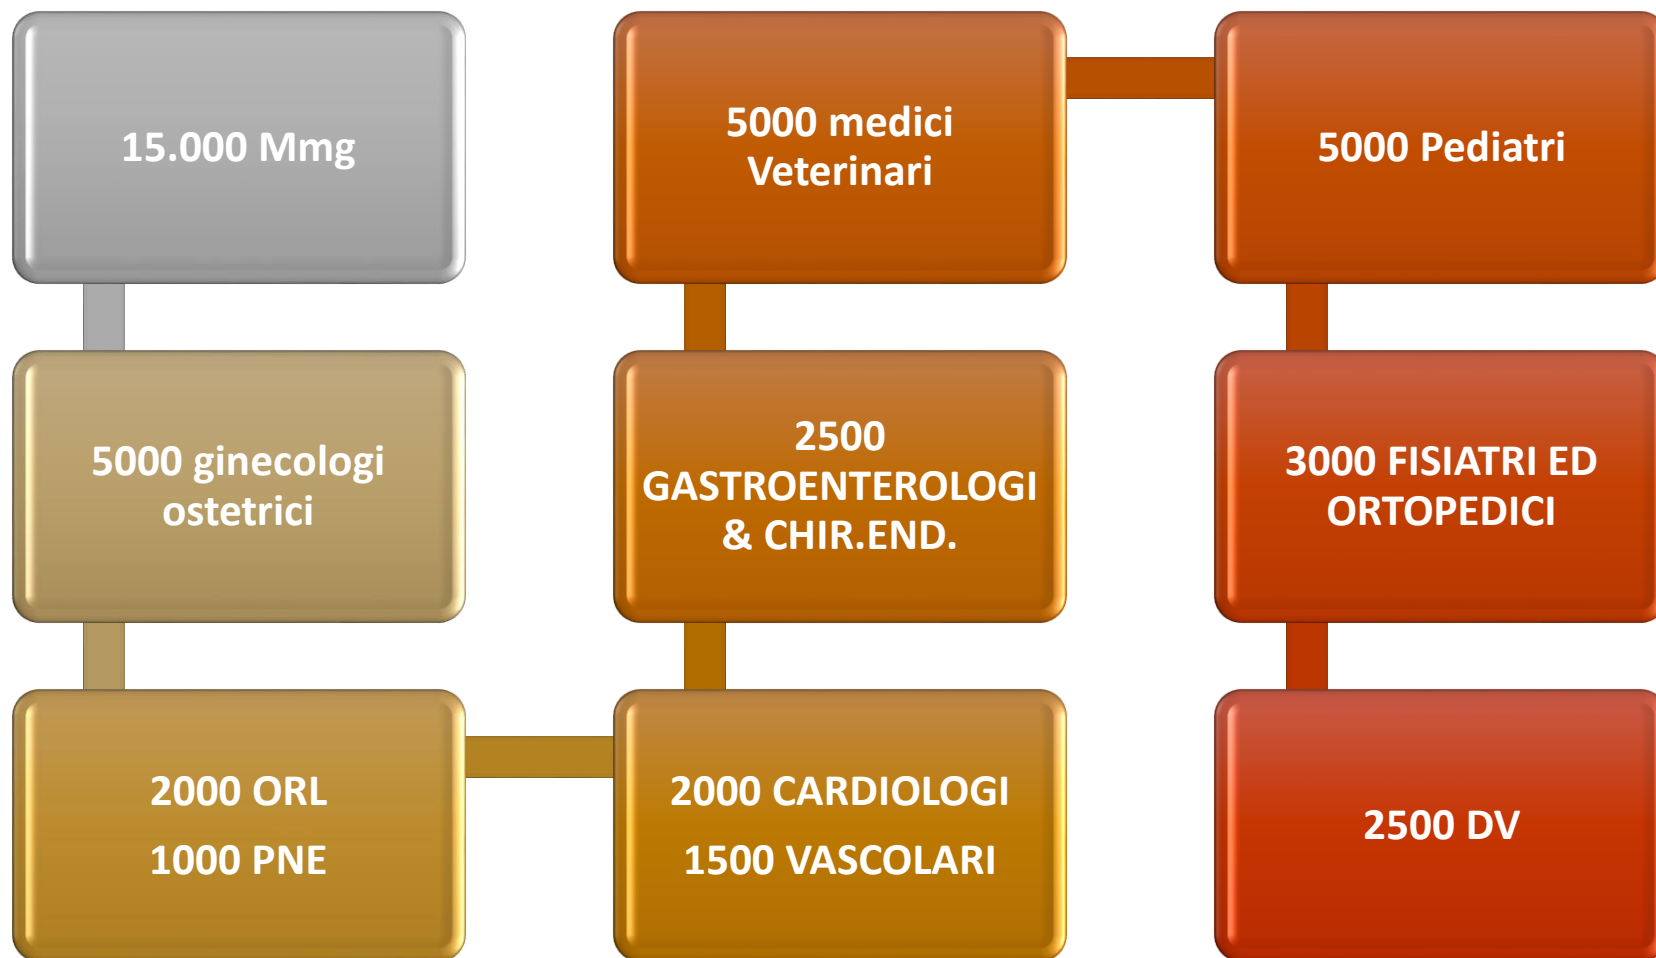 15.000 Mmg
5000 ginecologi
ostetrici
2000 ORL
1000 PNE
2000 CARDIOLOGI
1500 VASCOLARI
2500
GASTROENTEROLOGI
& CHIR.END.
5000 medici
Veterinari
5000 Pediatri
3000 FISIATRI ED
ORTOPEDICI
2500 DV